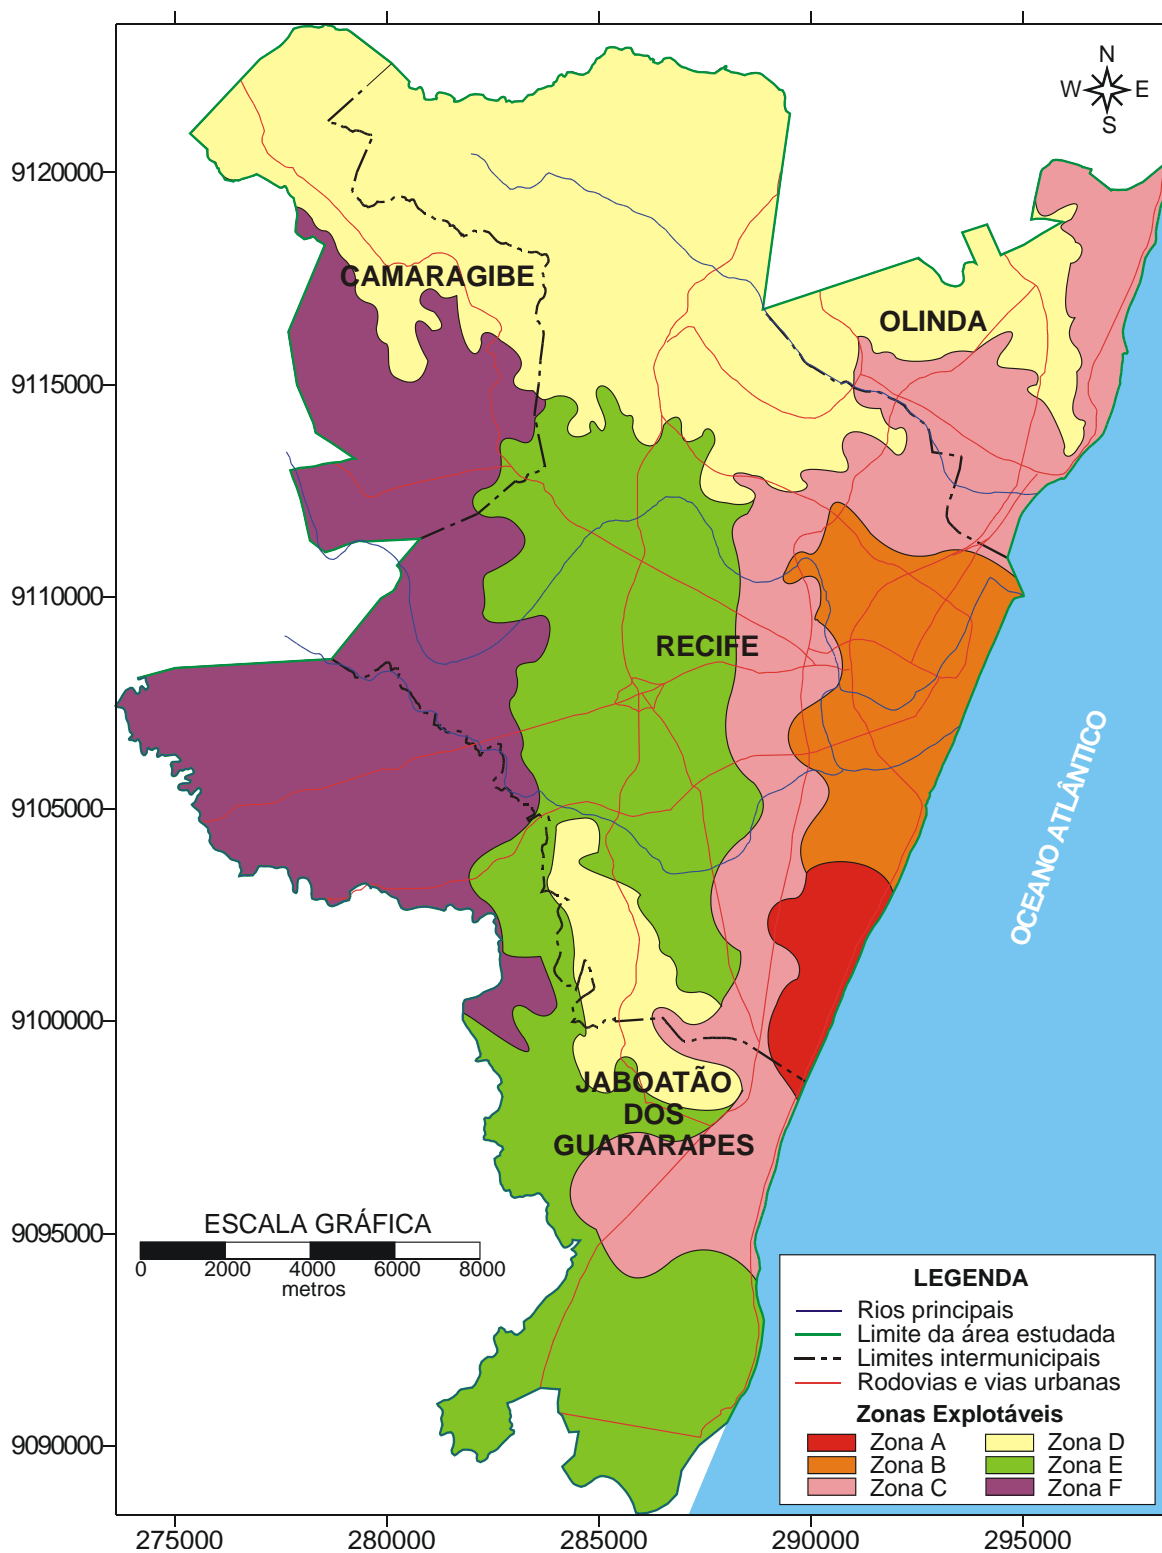 N
W E
S
9120000
9115000
9110000
9105000
9100000
9095000
9090000
CAMARAGIBE
OLINDA
RECIFE
JABOATÃO
DOS
GUARARAPES
OCEANO ATLÂNTICO
ESCALA GRÁFICA
0 2000 4000 6000 8000
metros
LEGENDA
Rios principais
Limite da área estudada
Limites intermunicipais
Rodovias e vias urbanas
Zonas Explotáveis
Zona A Zona D
Zona B Zona E
Zona C Zona F
275000 280000 285000 290000 295000